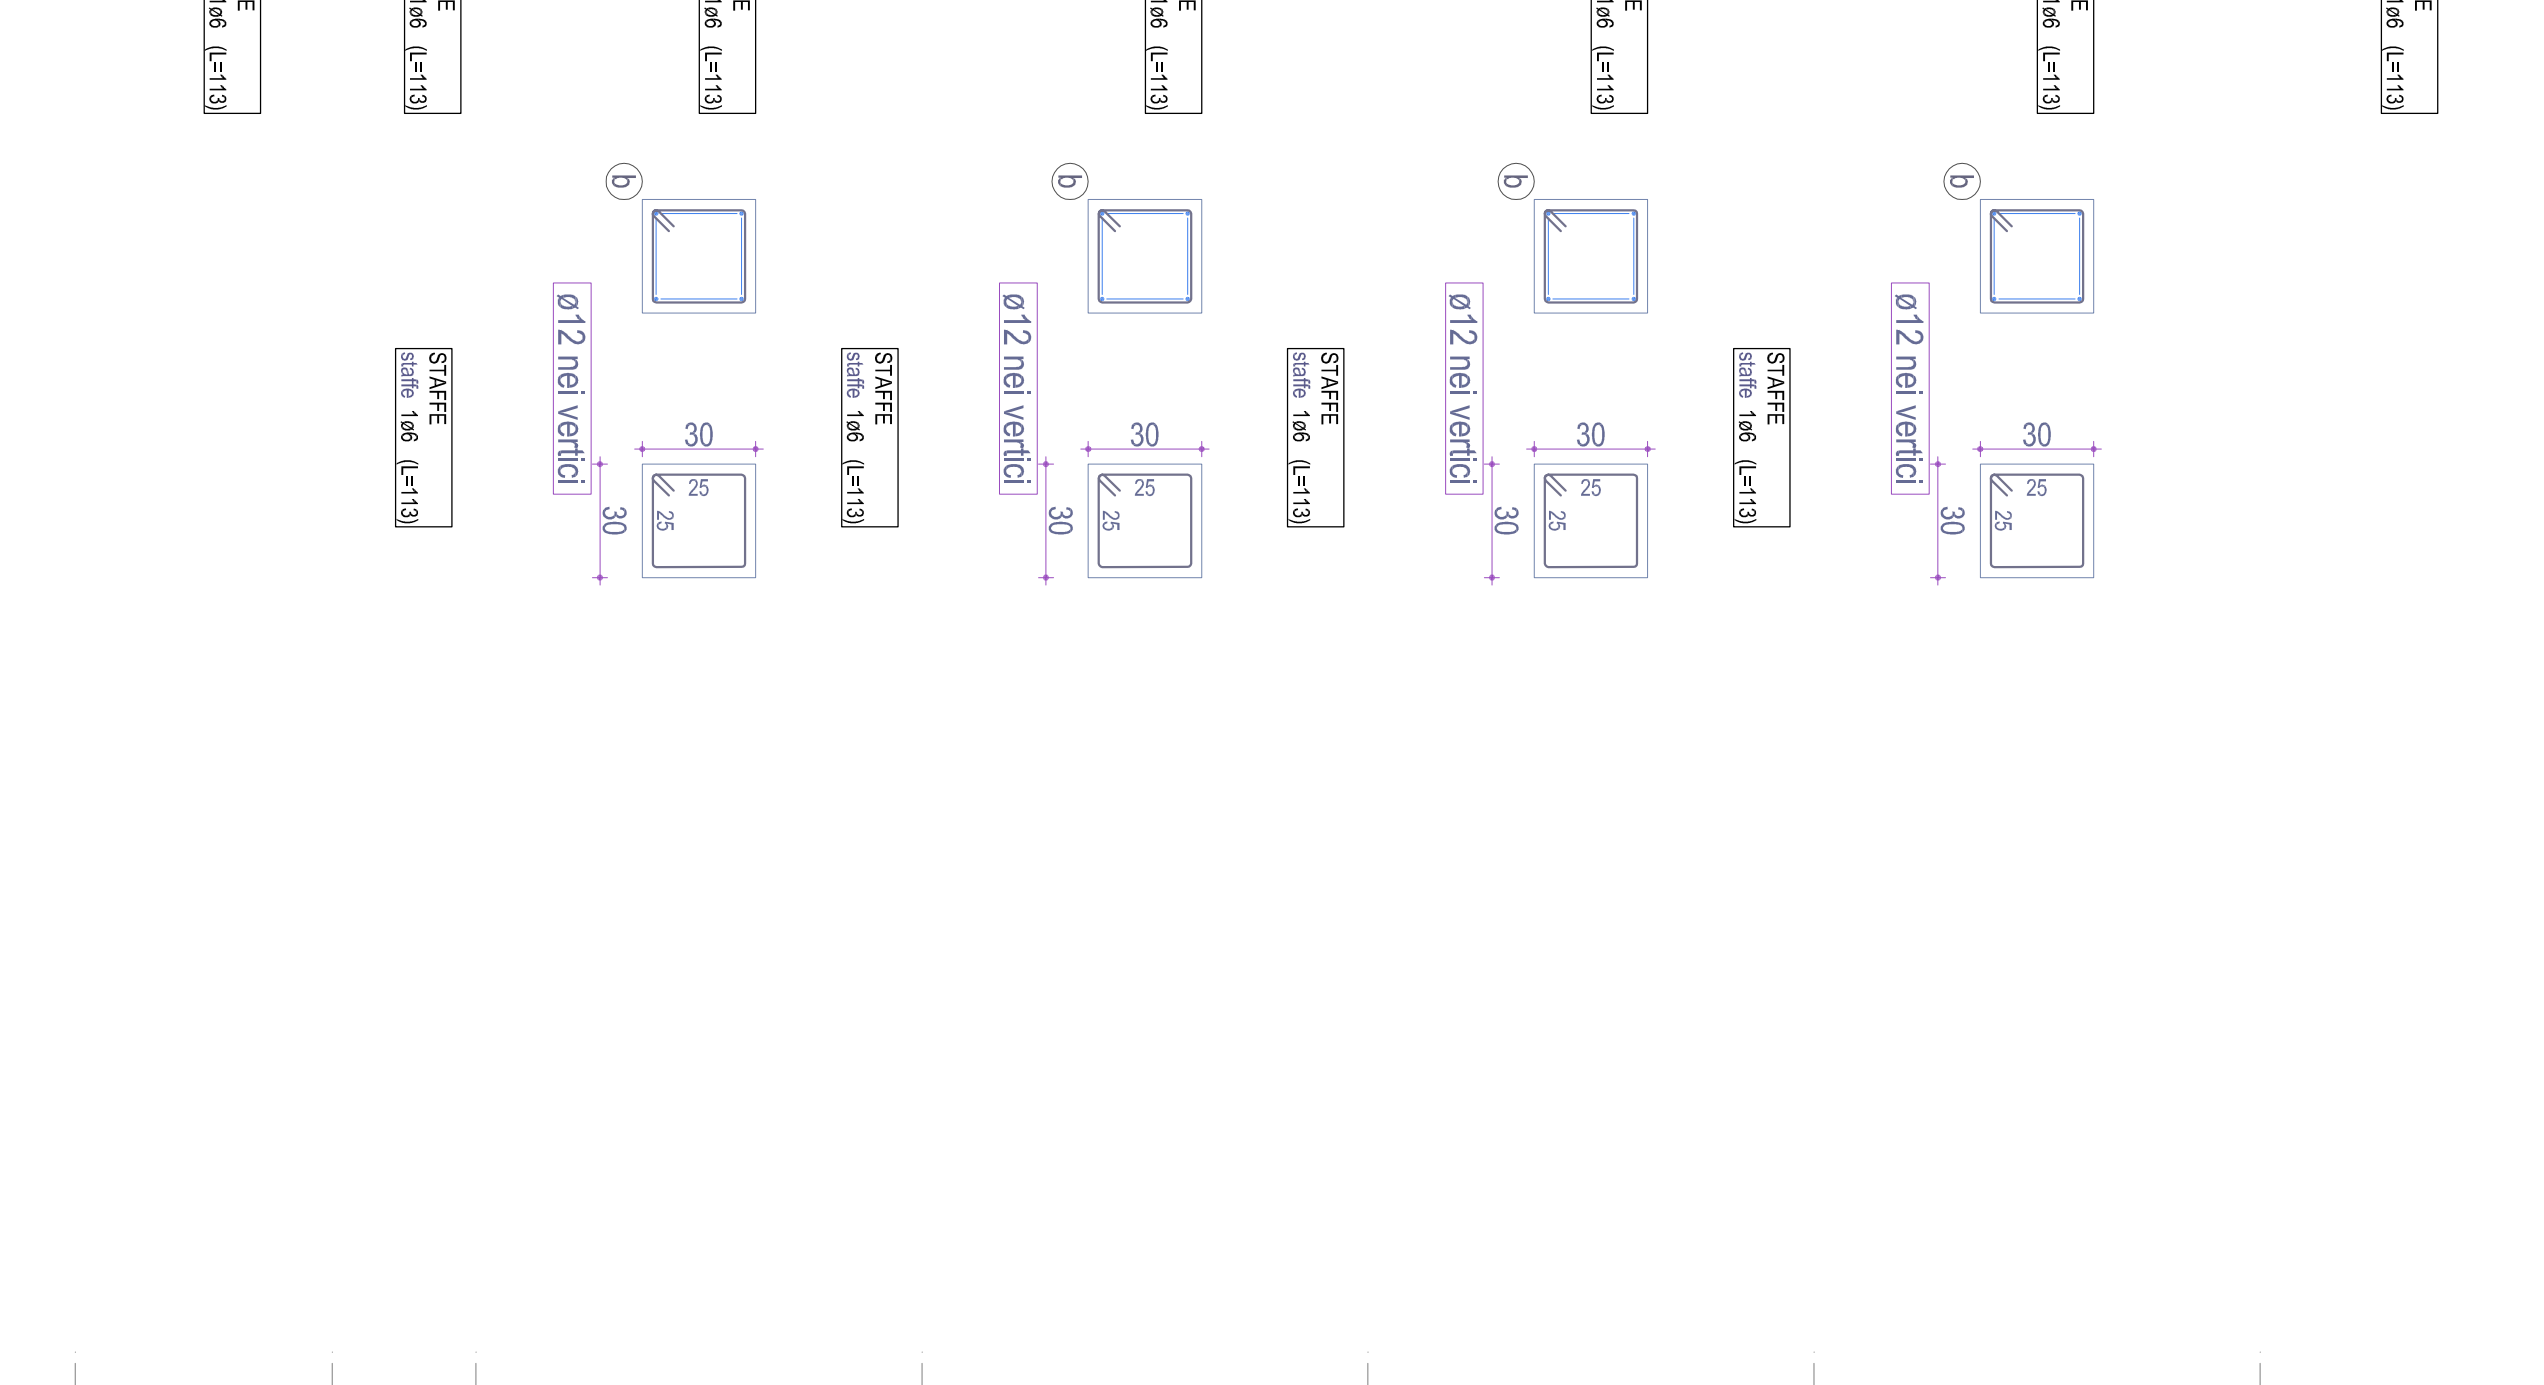 E
1ø6 (L=113)
E
1ø6 (L=113)
E
1ø6 (L=113)
E
1ø6 (L=113)
E
1ø6 (L=113)
E
1ø6 (L=113)
E
1ø6 (L=113)
b
b
b
b
STAFFE
staffe 1ø6 (L=113)
ø12 nei vertici
30
30
25
25
STAFFE
staffe 1ø6 (L=113)
ø12 nei vertici
30
30
25
25
STAFFE
staffe 1ø6 (L=113)
ø12 nei vertici
30
30
25
25
STAFFE
staffe 1ø6 (L=113)
ø12 nei vertici
30
30
25
25